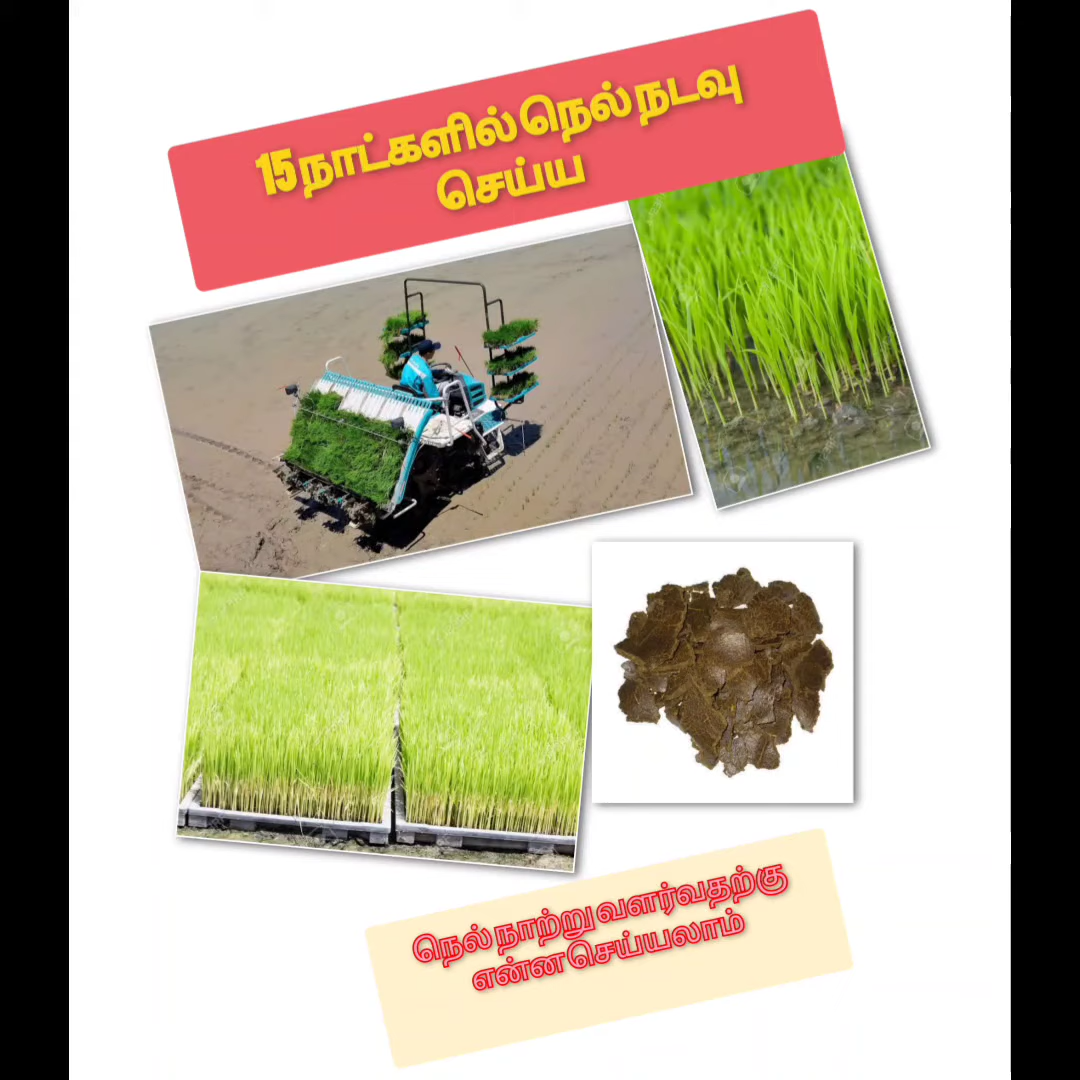 15 நாட்களில் நெல் நடவு
செய்ய
நெல் நாற்று வளர்வதற்கு
என்ன செய்யலாம்